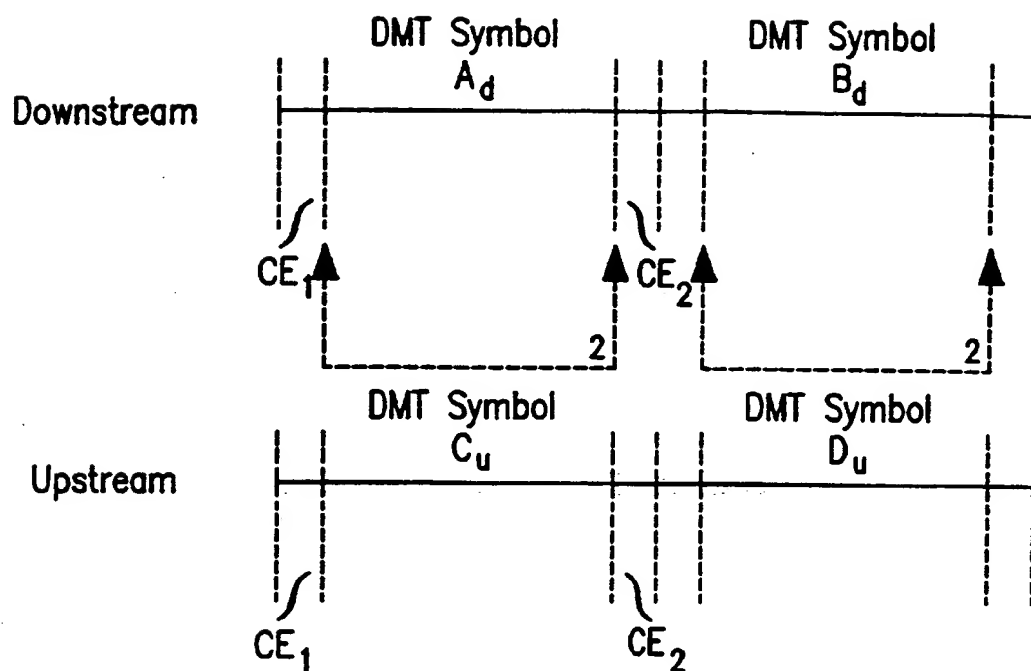 DMT Symbol
A_d
DMT Symbol
B_d
Downstream
CE_1
CE_2
2
2
DMT Symbol
C_u
DMT Symbol
D_u
Upstream
CE_1
CE_2